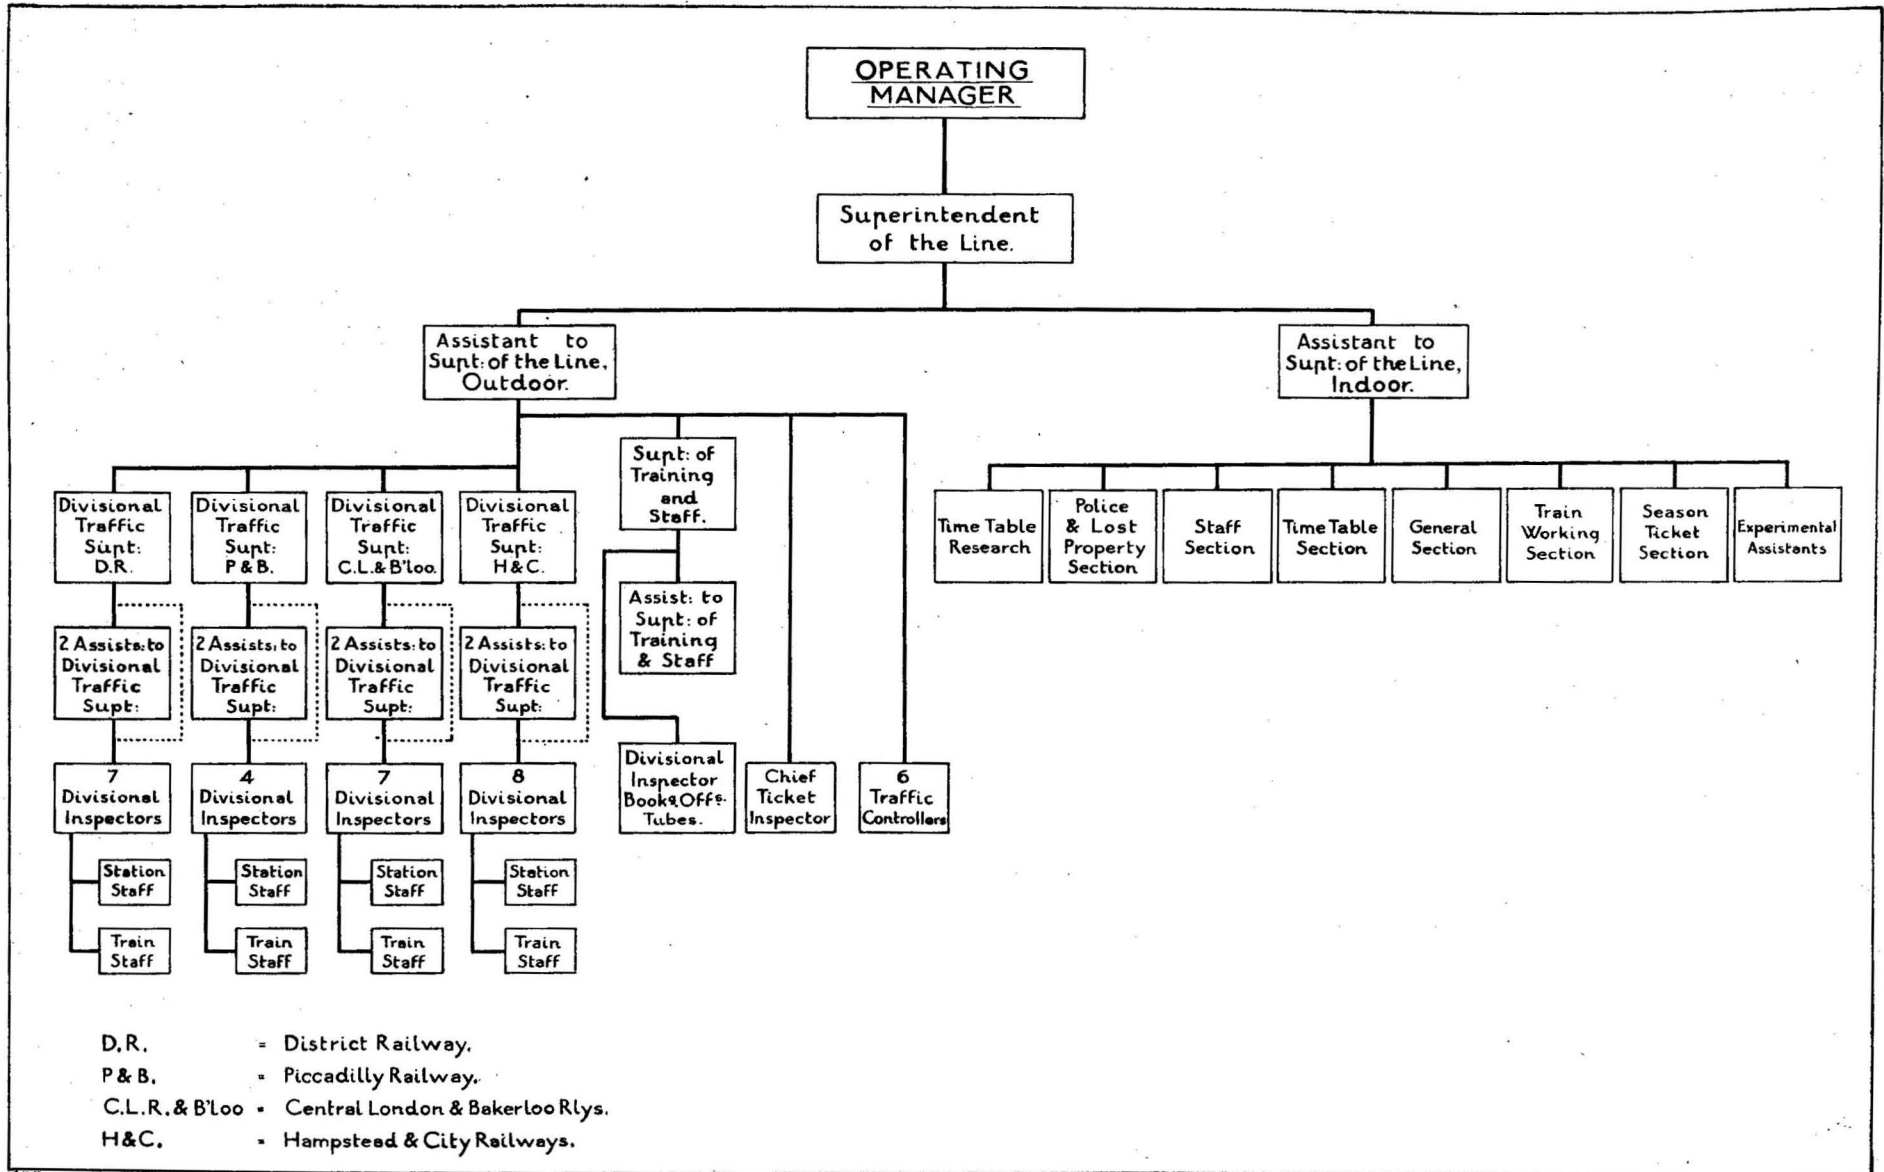 OPERATING
MANAGER
Superintendent
of the Line.
Assistant to
Supt: of the Line,
Outdoor.
Assistant to
Supt: of the Line,
Indoor.
Divisional
Traffic
Supt:
D.R.
Divisional
Traffic
Supt:
P & B.
Divisional
Traffic
Supt:
C.L. & B'loo.
Divisional
Traffic
Supt:
H & C.
Supt: of
Training
and
Staff.
Time Table
Research
Police
& Lost
Property
Section
Staff
Section
Time Table
Section
General
Section
Train
Working
Section
Season
Ticket
Section
Experimental
Assistants
2 Assists: to
Divisional
Traffic
Supt:
2 Assists: to
Divisional
Traffic
Supt:
2 Assists: to
Divisional
Traffic
Supt:
2 Assists: to
Divisional
Traffic
Supt:
Assist: to
Supt: of
Training
& Staff
7
Divisional
Inspectors
4
Divisional
Inspectors
7
Divisional
Inspectors
8
Divisional
Inspectors
Divisional
Inspector
Bookg. Offs.
Tubes.
Chief
Ticket
Inspector
6
Traffic
Controllers
Station
Staff
Station
Staff
Station
Staff
Station
Staff
Train
Staff
Train
Staff
Train
Staff
Train
Staff
D.R. = District Railway.
P & B. = Piccadilly Railway.
C.L.R. & B'loo = Central London & Bakerloo Rlys.
H & C. = Hampstead & City Railways.